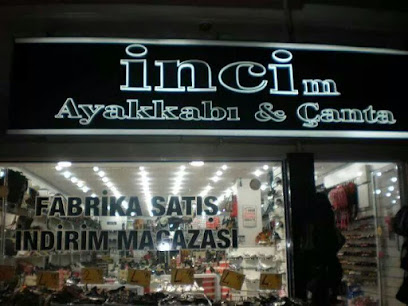 incim
Ayakkabı & Çanta
FABRİKA SATIŞ
İNDİRİM MAĞAZASI